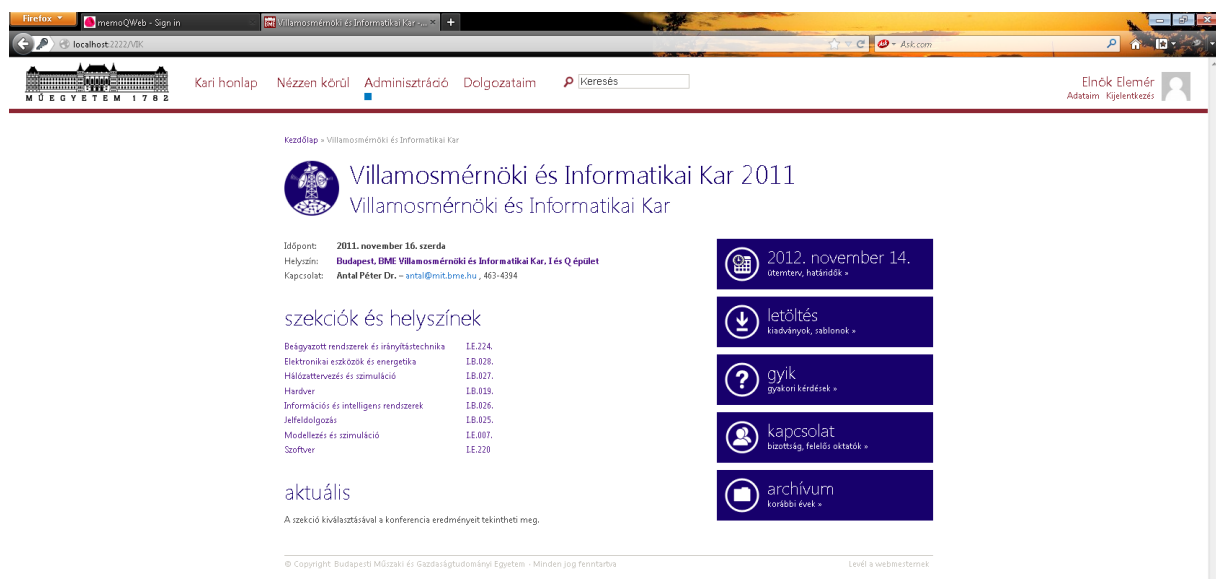 Firefox
memoQWeb - Sign in
Villamosmérnöki és Informatikai Kar -...
localhost:2222/VIK
Ask.com
MŰEGYETEM 1782
Kari honlap
Nézzen körül
Adminisztráció
Dolgozataim
Keresés
Elnök Elemér
Adataim Kijelentkezés
Kezdőlap » Villamosmérnöki és Informatikai Kar
Villamosmérnöki és Informatikai Kar 2011
Villamosmérnöki és Informatikai Kar
Időpont: 2011. november 16. szerda
Helyszín: Budapest, BME Villamosmérnöki és Informatikai Kar, I és Q épület
Kapcsolat: Antal Péter Dr. – antal@mit.bme.hu , 463-4394
szekciók és helyszínek
Beágyazott rendszerek és irányítástechnika I.E.224.
Elektronikai eszközök és energetika I.B.028.
Hálózattervezés és szimuláció I.B.027.
Hardver I.B.019.
Információs és intelligens rendszerek I.B.026.
Jelfeldolgozás I.B.025.
Modellezés és szimuláció I.E.007.
Szoftver I.E.220
aktuális
A szekció kiválasztásával a konferencia eredményeit tekintheti meg.
2012. november 14.
ütemterv, határidők »
letöltés
kiadványok, sablonok »
gyik
gyakori kérdések »
kapcsolat
bizottság, felelős oktatók »
archívum
korábbi évek »
© Copyright Budapesti Műszaki és Gazdaságtudományi Egyetem - Minden jog fenntartva
Levél a webmesternek